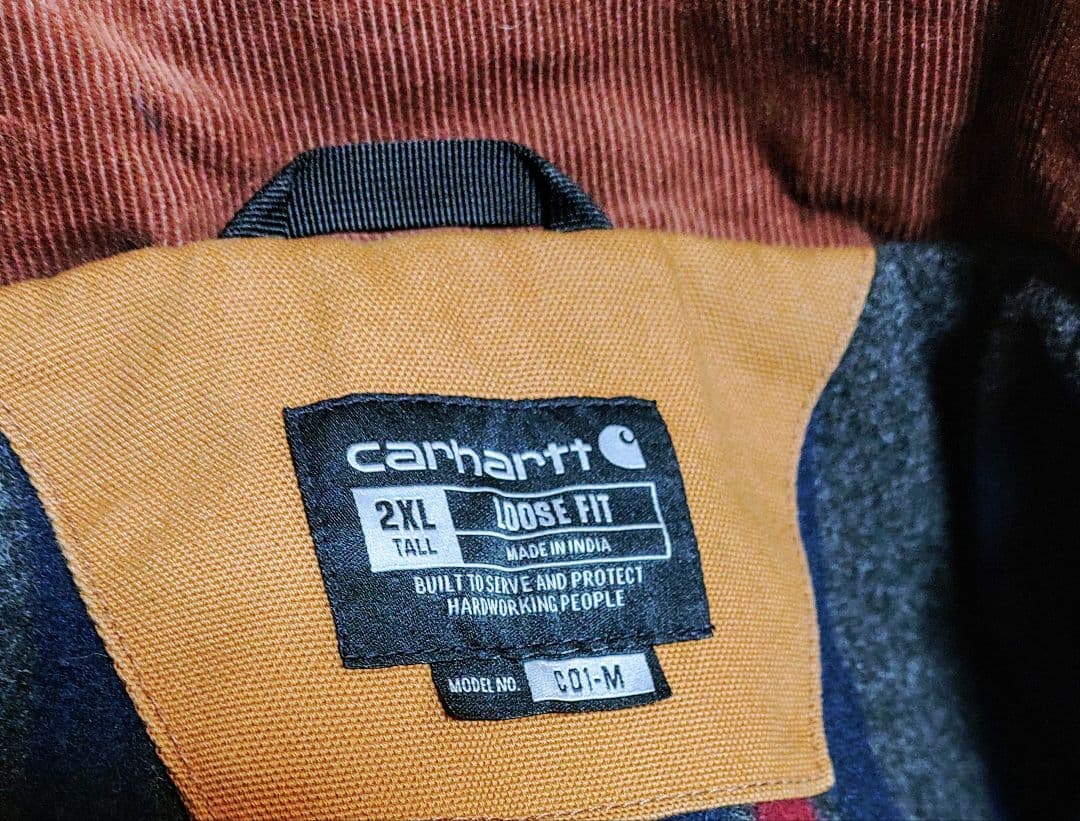 carhartt
2XL LOOSE FIT
TALL MADE IN INDIA
BUILT TO SERVE AND PROTECT
HARDWORKING PEOPLE
MODEL NO. C01-M